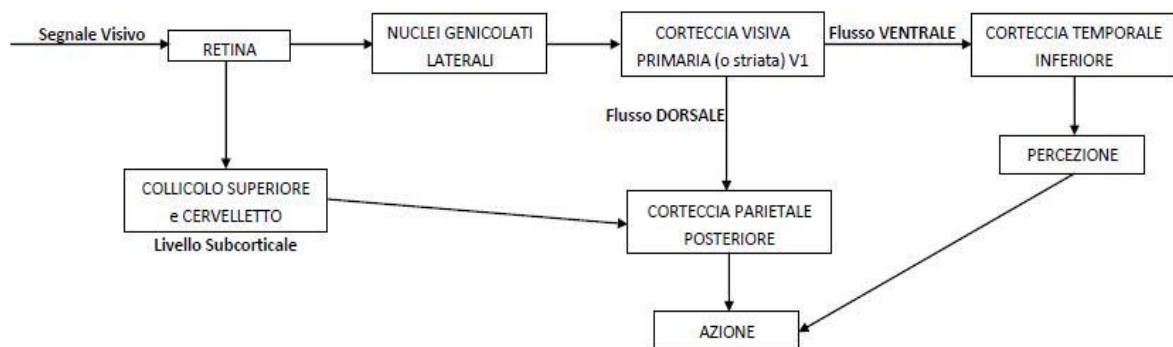 Segnale Visivo
RETINA
NUCLEI GENICOLATI
LATERALI
CORTECCIA VISIVA
PRIMARIA (o striata) V1
Flusso VENTRALE
CORTECCIA TEMPORALE
INFERIORE
Flusso DORSALE
PERCEZIONE
COLLICOLO SUPERIORE
e CERVELLETTO
Livello Subcorticale
CORTECCIA PARIETALE
POSTERIORE
AZIONE